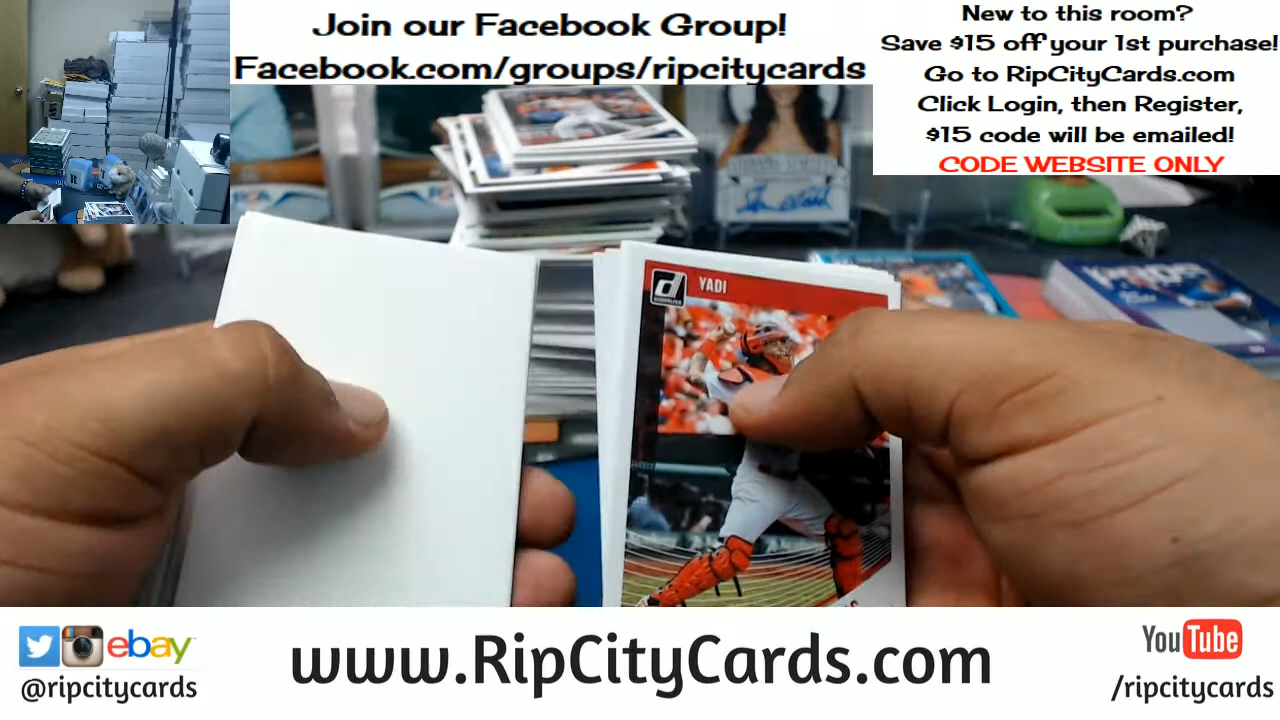 Join our Facebook Group!
Facebook.com/groups/ripcitycards
New to this room?
Save $15 off your 1st purchase!
Go to RipCityCards.com
Click Login, then Register,
$15 code will be emailed!
CODE WEBSITE ONLY
d
YADI
ebay
@ripcitycards
www.RipCityCards.com
YouTube
/ripcitycards